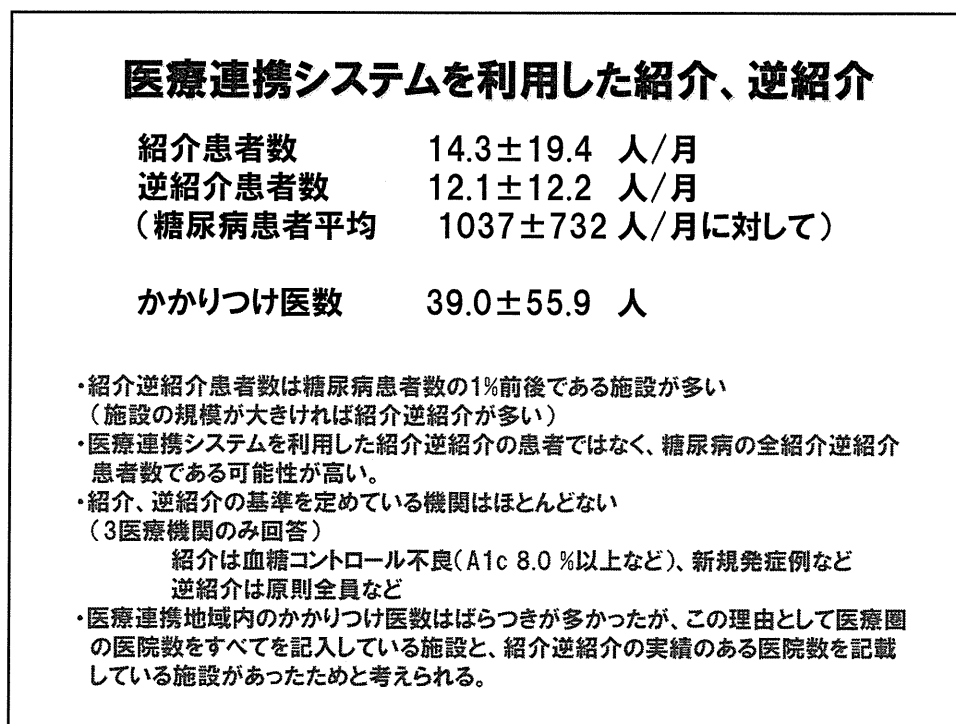 医療連携システムを利用した紹介、逆紹介
紹介患者数 14.3±19.4 人/月
逆紹介患者数 12.1±12.2 人/月
(糖尿病患者平均 1037±732 人/月に対して)
かかりつけ医数 39.0±55.9 人
・紹介逆紹介患者数は糖尿病患者数の1%前後である施設が多い
(施設の規模が大きければ紹介逆紹介が多い)
・医療連携システムを利用した紹介逆紹介の患者ではなく、糖尿病の全紹介逆紹介
患者数である可能性が高い。
・紹介、逆紹介の基準を定めている機関はほとんどない
(3医療機関のみ回答)
紹介は血糖コントロール不良(A1c 8.0 %以上など)、新規発症例など
逆紹介は原則全員など
・医療連携地域内のかかりつけ医数はばらつきが多かったが、この理由として医療圏
の医院数をすべてを記入している施設と、紹介逆紹介の実績のある医院数を記載
している施設があったためと考えられる。